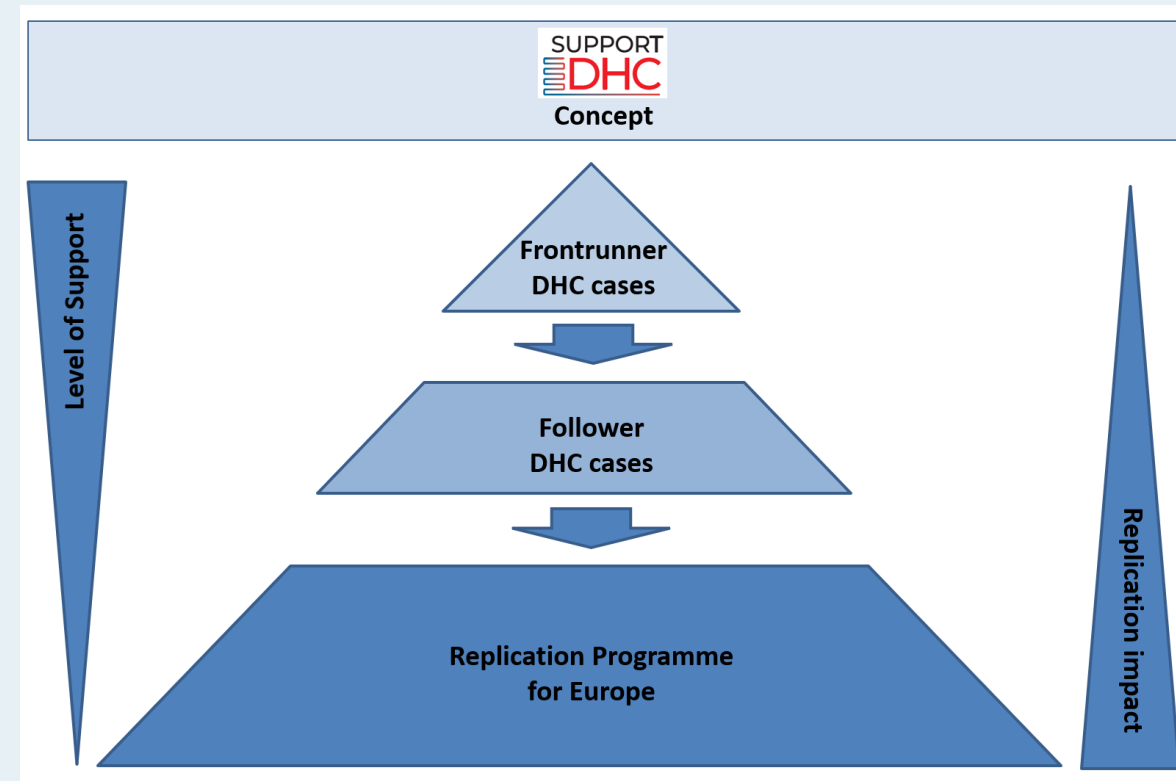 SUPPORT
DHC
Concept
Level of Support
Frontrunner
DHC cases
Follower
DHC cases
Replication Programme
for Europe
Replication impact